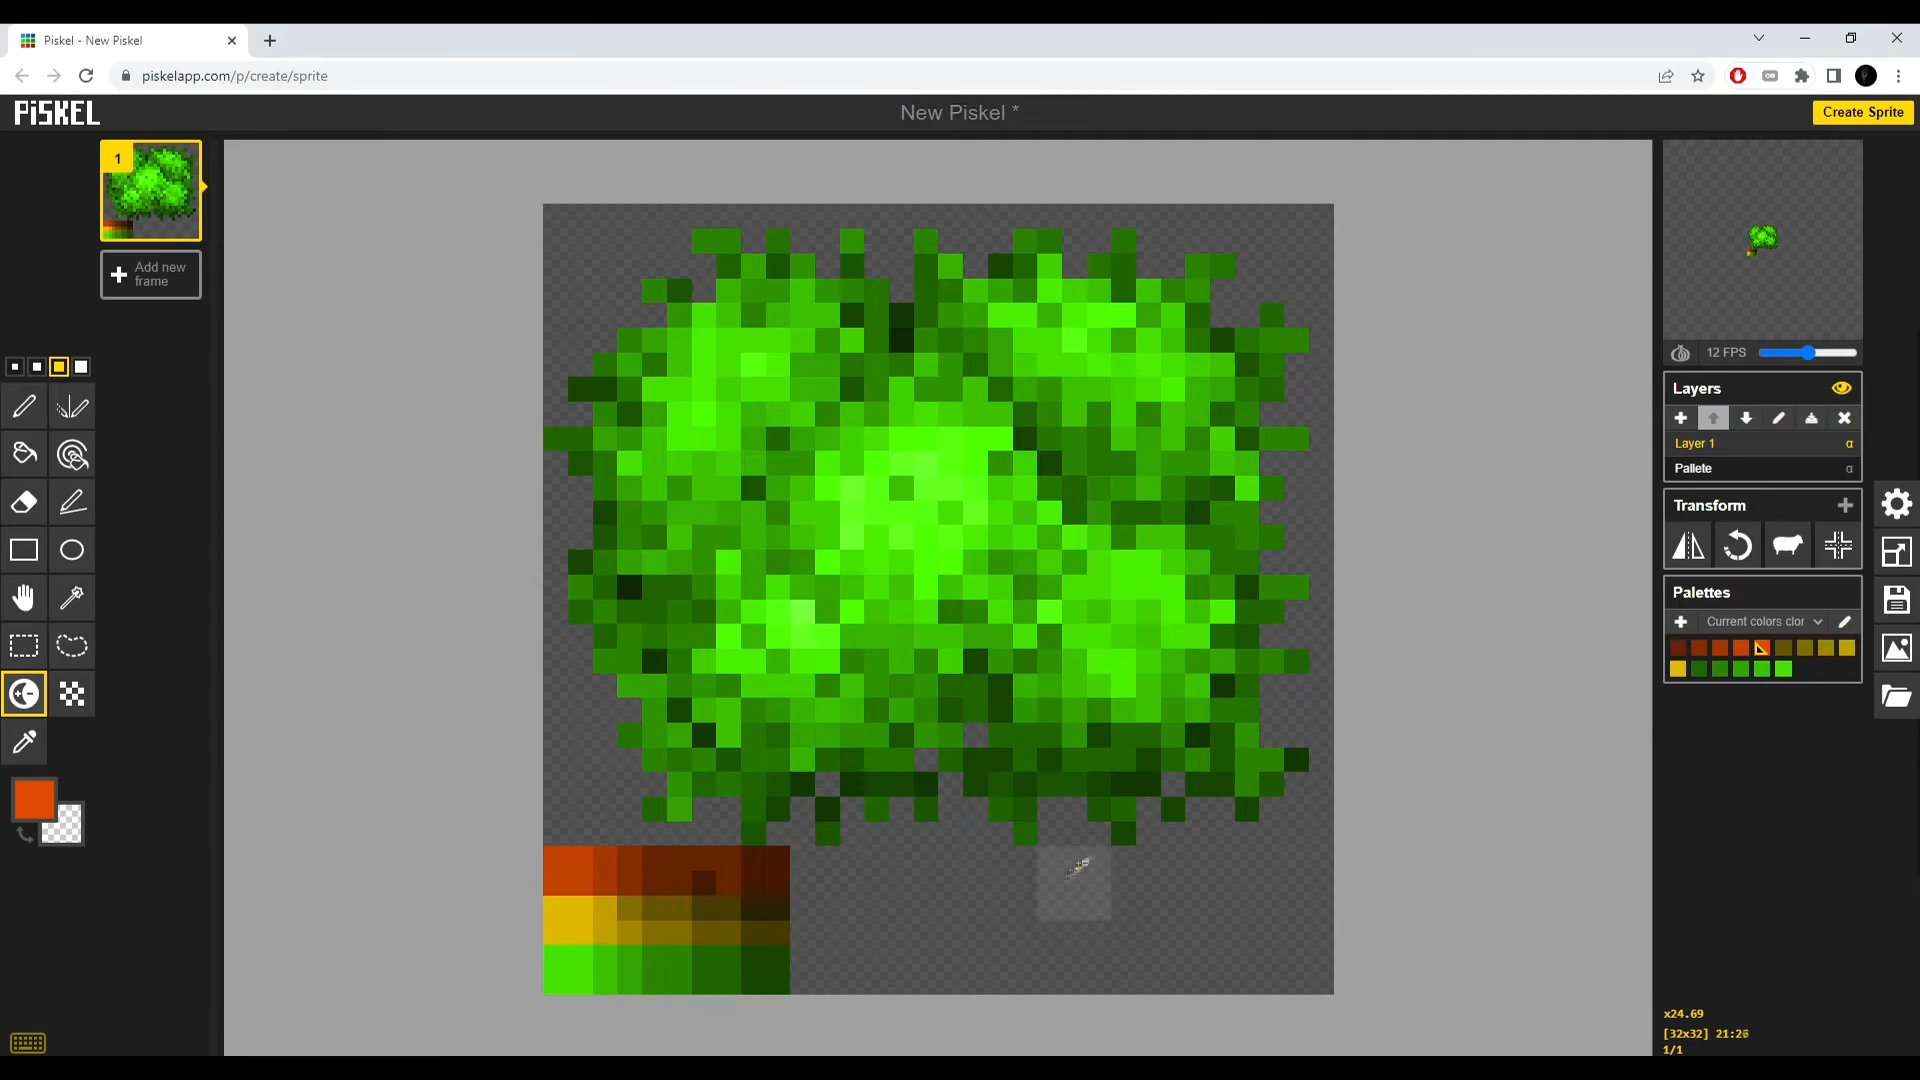 Piskel - New Piskel
piskelapp.com/p/create/sprite
PiSKEL
New Piskel *
Create Sprite
1
Add new
frame
12 FPS
Layers
Layer 1 α
Pallete α
Transform
Palettes
Current colors clor
x24.69
[32x32] 21:26
1/1